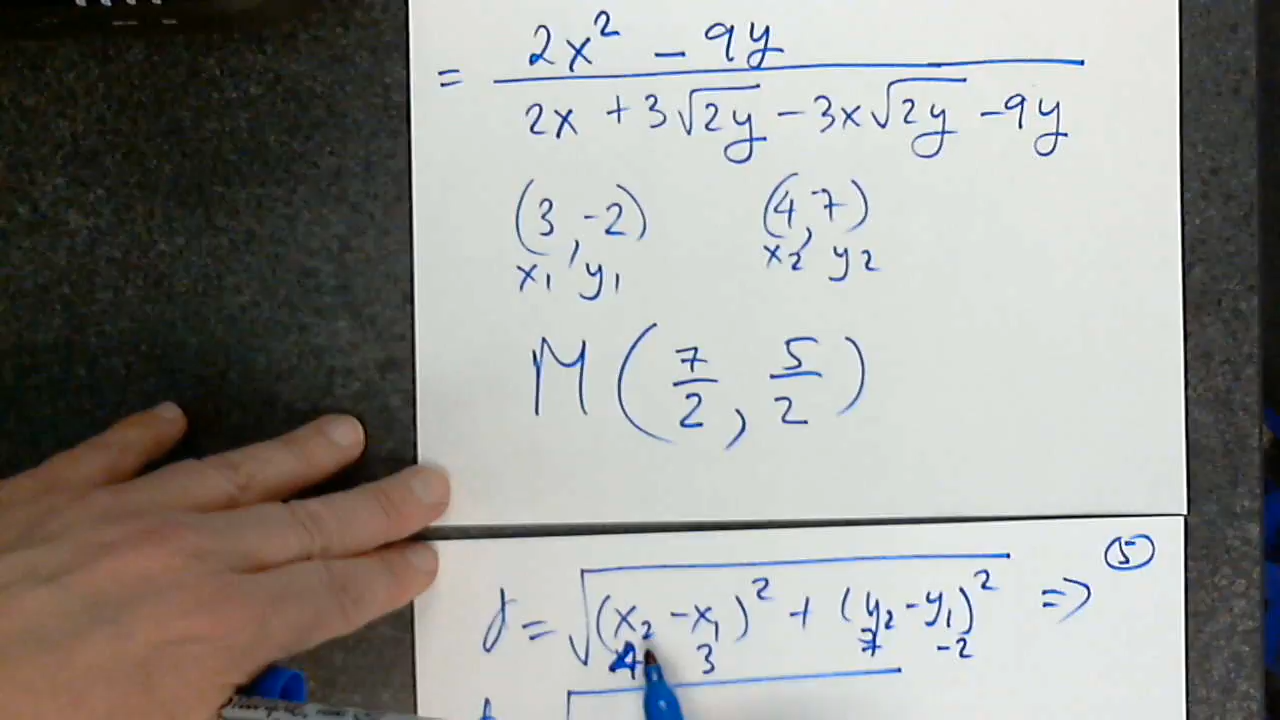 = 2x² - 9y
2x + 3√2y - 3x√2y - 9y
(3, -2) (4, 7)
x₁ y₁ x₂ y₂
M (7/2, 5/2)
5
d = √(x₂ - x₁)² + (y₂ - y₁)² =>
4 3 7 -2